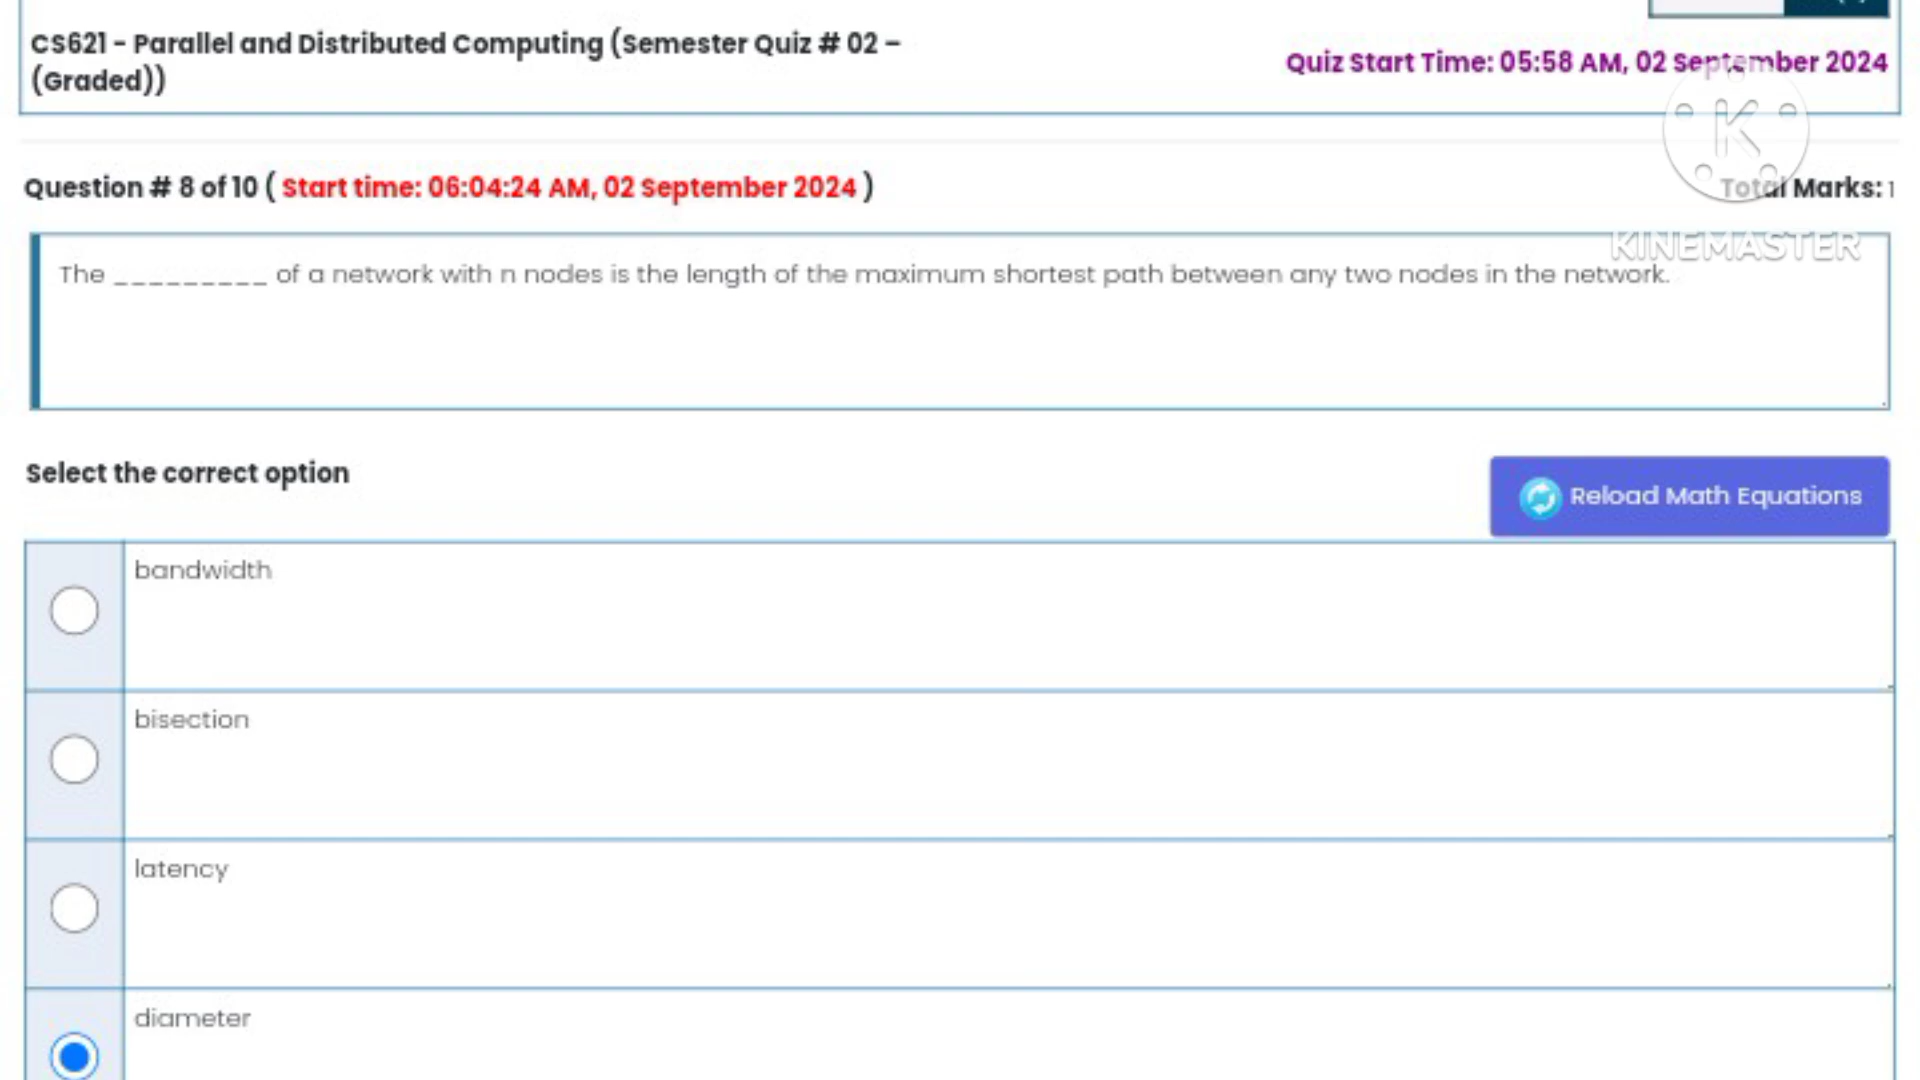 CS621 - Parallel and Distributed Computing (Semester Quiz # 02 –
(Graded))
Quiz Start Time: 05:58 AM, 02 September 2024
Question # 8 of 10 ( Start time: 06:04:24 AM, 02 September 2024 )
Total Marks: 1
KINEMASTER
The _________ of a network with n nodes is the length of the maximum shortest path between any two nodes in the network.
Select the correct option
Reload Math Equations
bandwidth
bisection
latency
diameter